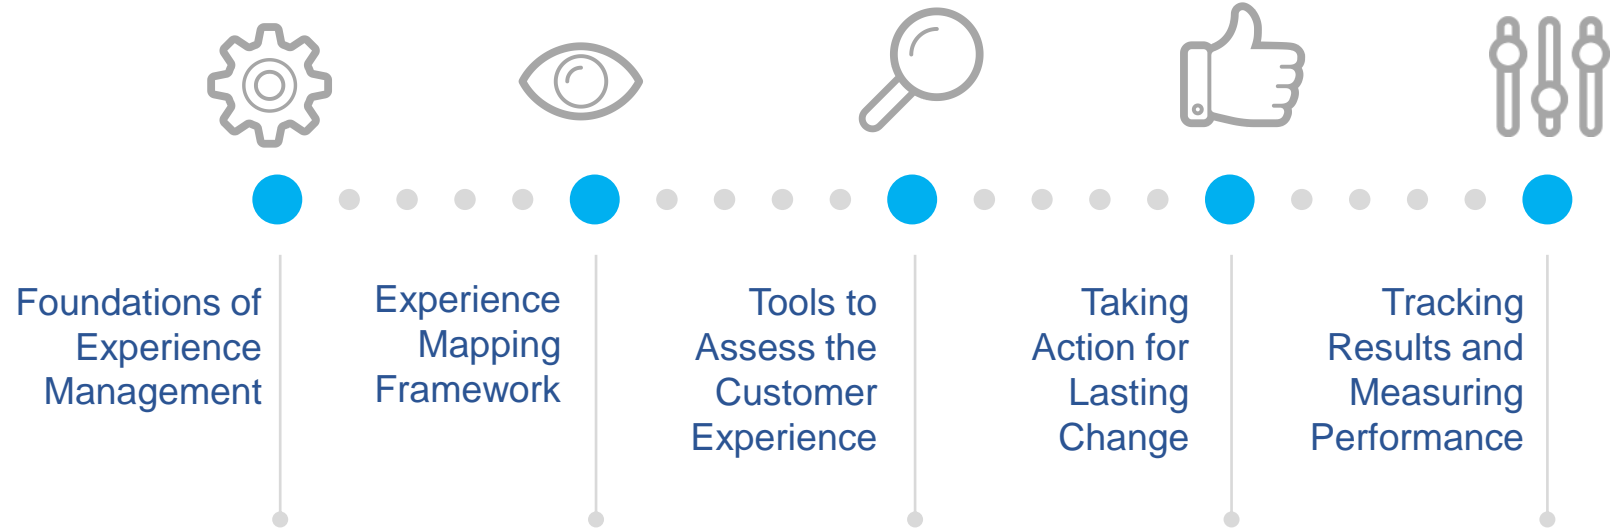 Foundations of
Experience
Management
Experience
Mapping
Framework
Tools to
Assess the
Customer
Experience
Taking
Action for
Lasting
Change
Tracking
Results and
Measuring
Performance